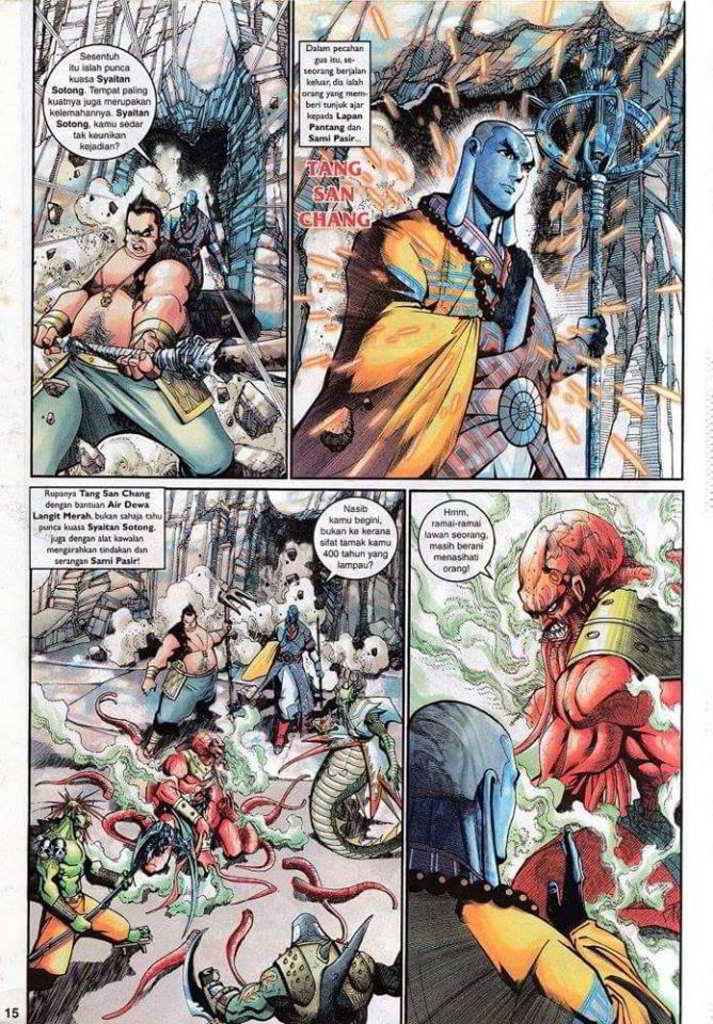 Sesentuh
itu ialah punca
kuasa Syaitan
Sotong. Tempat paling
kuatnya juga merupakan
kelemahannya. Syaitan
Sotong, kamu sedar
tak keunikan
kejadian?
Dalam pecahan
gua itu, se-
seorang berjalan
keluar, dia ialah
orang yang mem-
beri tunjuk ajar
kepada Lapan
Pantang dan
Sami Pasir...
TANG
SAN
CHANG
Rupanya Tang San Chang
dengan bantuan Air Dewa
Langit Merah, bukan sahaja tahu
punca kuasa Syaitan Sotong,
juga dengan alat kawalan
mengarahkan tindakan dan
serangan Sami Pasir!
Nasib
kamu begini,
bukan ke kerana
sifat tamak kamu
400 tahun yang
lampau?
Hmm,
ramai-ramai
lawan seorang,
masih berani
menasihati
orang!
15